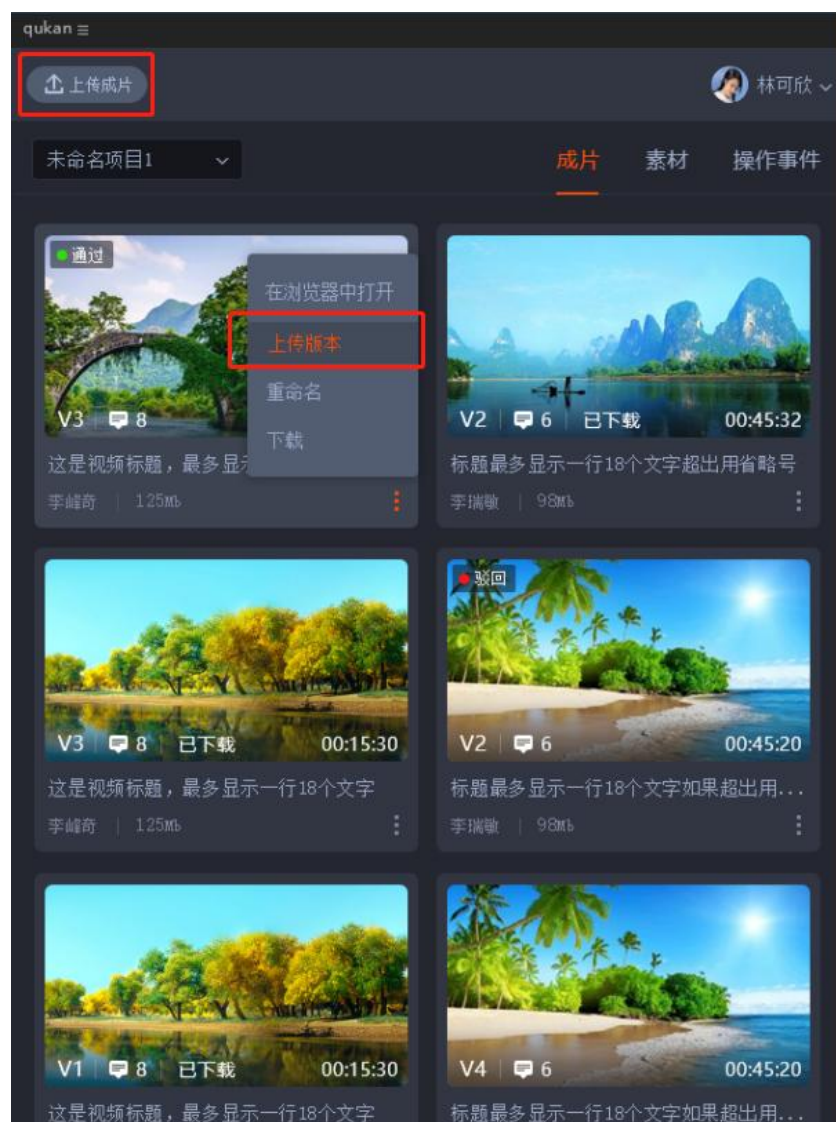 qukan ≡
上传成片
林可欣
未命名项目1
成片 素材 操作事件
通过
在浏览器中打开
上传版本
重命名
下载
V3 8
这是视频标题，最多显
李峰奇 | 125Mb
V2 6 已下载 00:45:32
标题最多显示一行18个文字超出用省略号
李瑞敏 | 98Mb
V3 8 已下载 00:15:30
这是视频标题，最多显示一行18个文字
李峰奇 | 125Mb
驳回
V2 6 00:45:20
标题最多显示一行18个文字如果超出用...
李瑞敏 | 98Mb
V1 8 已下载 00:15:30
这是视频标题，最多显示一行18个文字
V4 6 00:45:20
标题最多显示一行18个文字如果超出用...